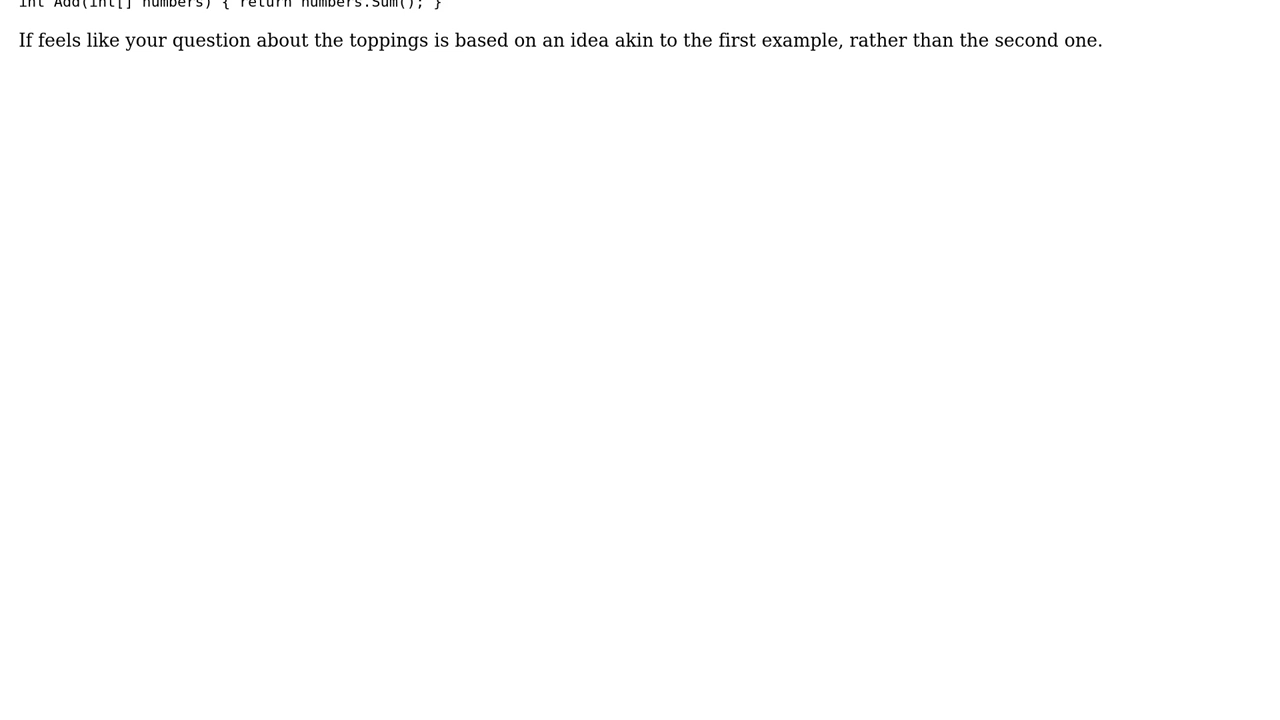 int Add(int[] numbers) { return numbers.Sum(); }
If feels like your question about the toppings is based on an idea akin to the first example, rather than the second one.